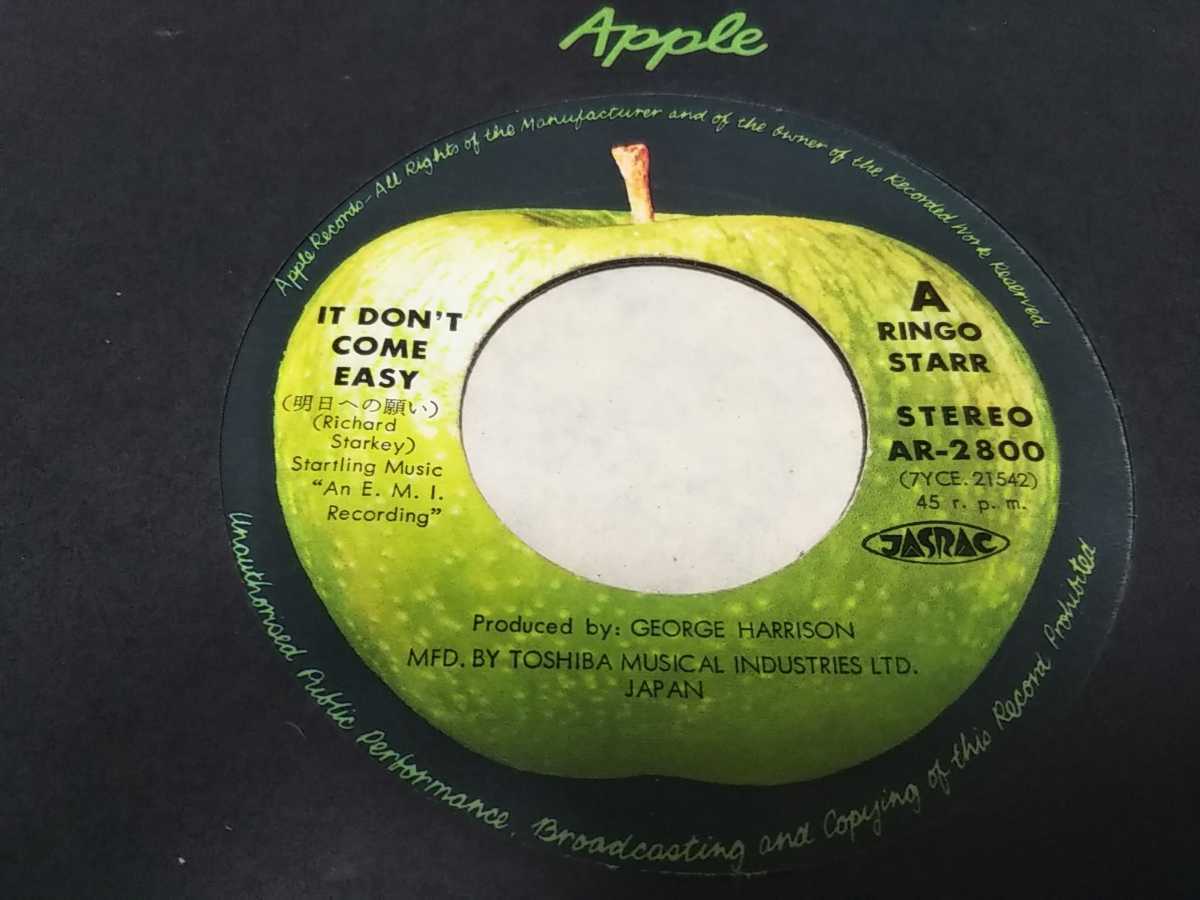 Apple
Apple Records–All Rights of the Manufacturer and of the Owner of the Recorded Work Reserved
IT DON'T
COME
EASY
(明日への願い)
(Richard
Starkey)
Startling Music
"An E. M. I.
Recording"
A
RINGO
STARR
STEREO
AR-2800
(7YCE. 21542)
45 r. p. m.
JASRAC
Produced by: GEORGE HARRISON
MFD. BY TOSHIBA MUSICAL INDUSTRIES LTD.
JAPAN
Unauthorised Public Performance, Broadcasting and Copying of this Record Prohibited